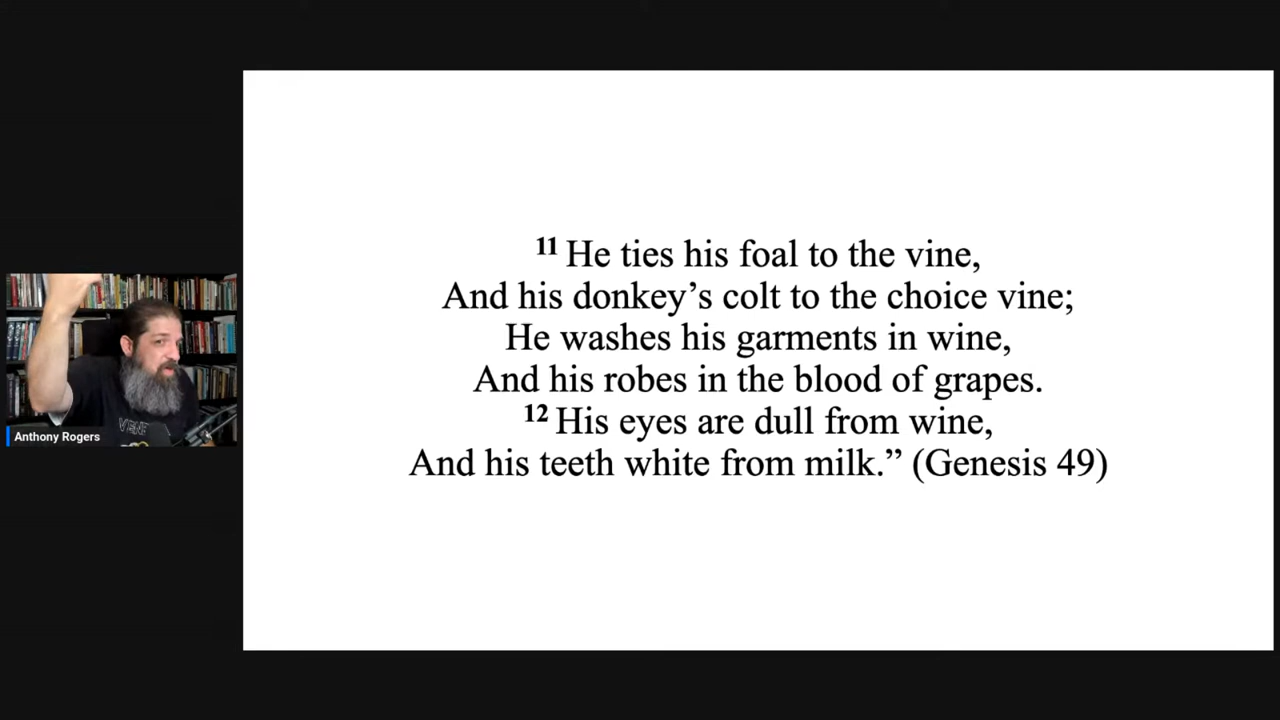 11 He ties his foal to the vine,
And his donkey’s colt to the choice vine;
He washes his garments in wine,
And his robes in the blood of grapes.
12 His eyes are dull from wine,
And his teeth white from milk.” (Genesis 49)
Anthony Rogers